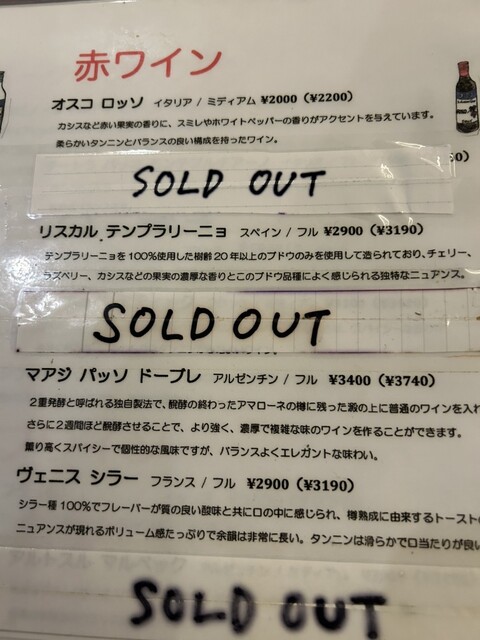 赤ワイン
オスコ ロッソ イタリア / ミディアム ¥2000（¥2200）
カシスなど赤い果実の香りに、スミレやホワイトペッパーの香りがアクセントを与えています。
柔らかいタンニンとバランスの良い構成を持ったワイン。
SOLD OUT
リスカル テンプラリーニョ スペイン / フル ¥2900（¥3190）
テンプラリーニョを100%使用した樹齢20年以上のブドウのみを使用して造られており、チェリー、
ラズベリー、カシスなどの果実の濃厚な香りとこのブドウ品種によく感じられる独特なニュアンス。
SOLD OUT
マアジ パッソ ドープレ アルゼンチン / フル ¥3400（¥3740）
2重発酵と呼ばれる独自製法で、醗酵の終わったアマローネの樽に残った澱の上に普通のワインを入れ
さらに2週間ほど醗酵させることで、より強く、濃厚で複雑な味のワインを作ることができます。
薫り高くスパイシーで個性的な風味ですが、バランスよくエレガントな味わい。
ヴェニス シラー フランス / フル ¥2900（¥3190）
シラー種100%でフレーバーが質の良い酸味と共に口の中に感じられ、樽熟成に由来するトーストの
ニュアンスが現れるボリューム感たっぷりで余韻は非常に長い。タンニンは滑らかで口当たりが良い
SOLD OUT